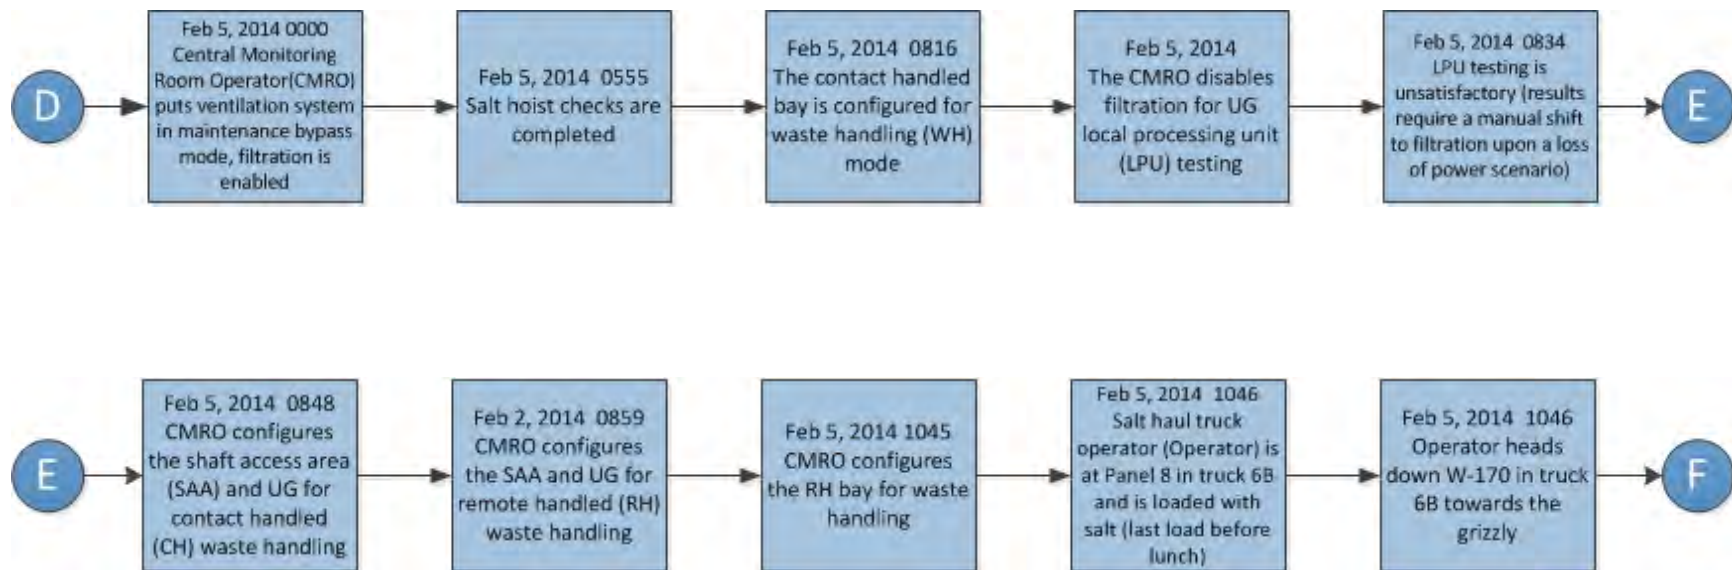 D
Feb 5, 2014 0000
Central Monitoring
Room Operator(CMRO)
puts ventilation system
in maintenance bypass
mode, filtration is
enabled
Feb 5, 2014 0555
Salt hoist checks are
completed
Feb 5, 2014 0816
The contact handled
bay is configured for
waste handling (WH)
mode
Feb 5, 2014
The CMRO disables
filtration for UG
local processing unit
(LPU) testing
Feb 5, 2014 0834
LPU testing is
unsatisfactory (results
require a manual shift
to filtration upon a loss
of power scenario)
E
E
Feb 5, 2014 0848
CMRO configures
the shaft access area
(SAA) and UG for
contact handled
(CH) waste handling
Feb 2, 2014 0859
CMRO configures
the SAA and UG for
remote handled (RH)
waste handling
Feb 5, 2014 1045
CMRO configures
the RH bay for waste
handling
Feb 5, 2014 1046
Salt haul truck
operator (Operator) is
at Panel 8 in truck 6B
and is loaded with
salt (last load before
lunch)
Feb 5, 2014 1046
Operator heads
down W-170 in truck
6B towards the
grizzly
F